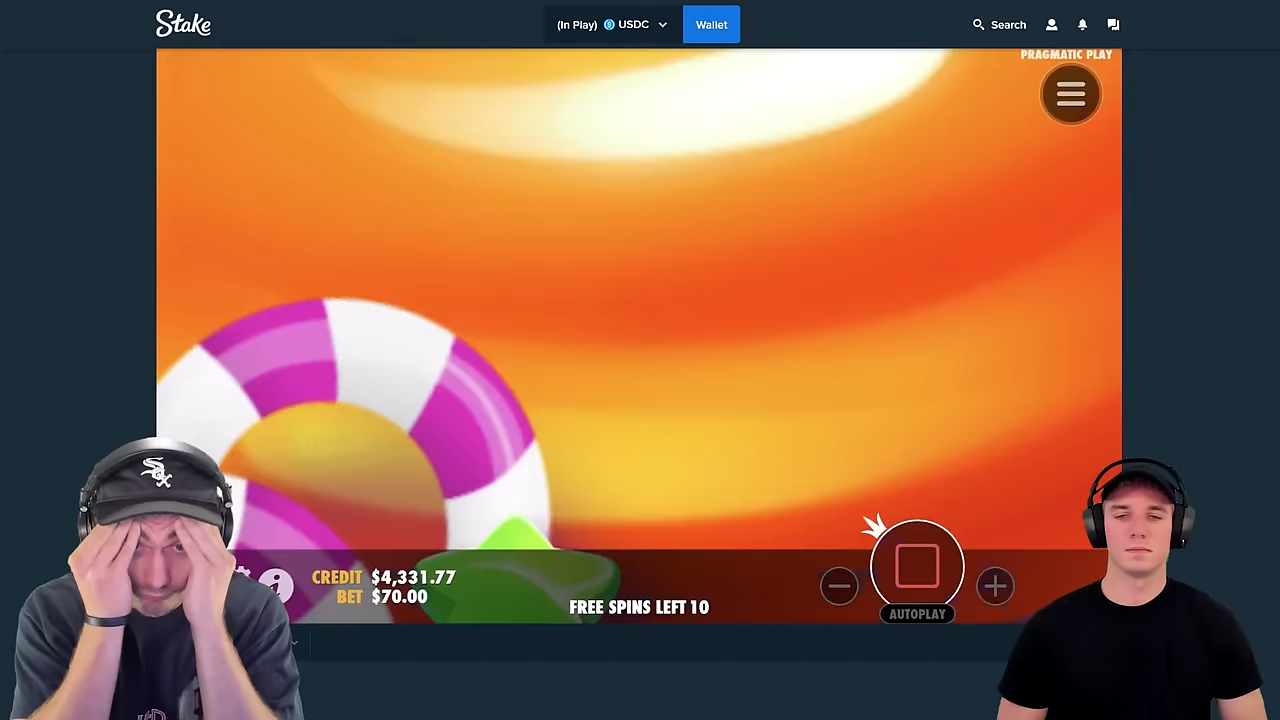 Stake
(In Play) USDC
Wallet
Search
PRAGMATIC PLAY
CREDIT $4,331.77
BET $70.00
FREE SPINS LEFT 10
AUTOPLAY
Sox